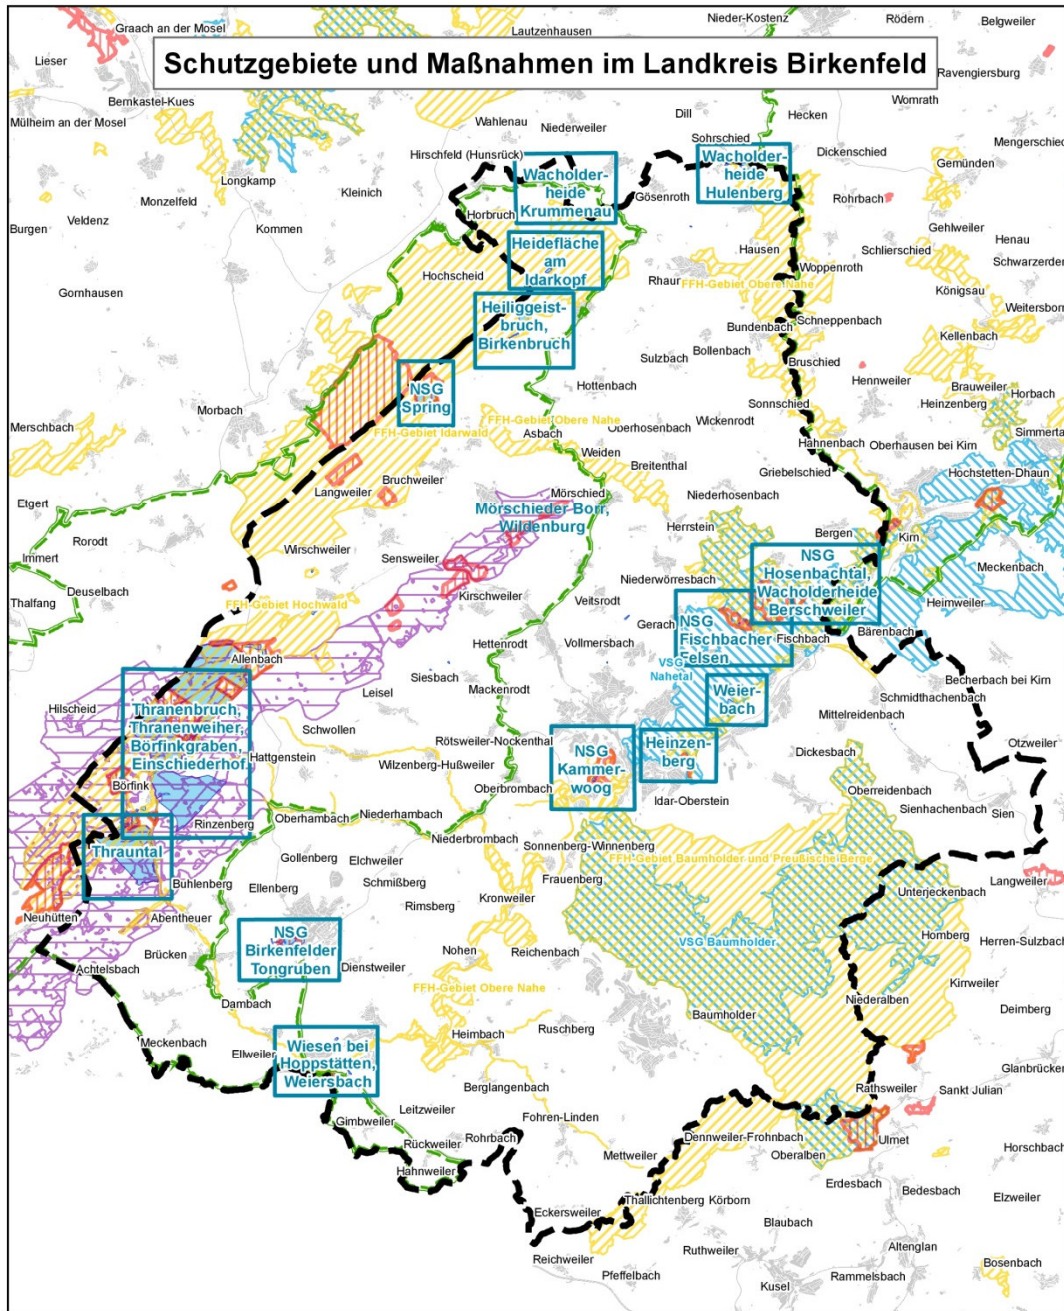 Graach an der Mosel
Nieder-Kostenz
Rödern
Belgweiler
Lautzenhausen
Lieser
Schutzgebiete und Maßnahmen im Landkreis Birkenfeld
Ravengiersburg
Bernkastel-Kues
Womrath
Mülheim an der Mosel
Wahlenau
Niederweiler
Dill
Hecken
Sohrschied
Mengerschied
Hirschfeld (Hunsrück)
Dickenschied
Wacholder-
heide
Hulenberg
Gemünden
Longkamp
Kleinich
Wacholder-
heide
Krummenau
Gösenroth
Rohrbach
Monzelfeld
Veldenz
Horbruch
Burgen
Kommen
Gehlweiler
Henau
Heidefläche
am
Idarkopf
Hausen
Schlierschied
Schwarzerden
Hochscheid
Woppenroth
Rhaunen
FFH-Gebiet Obere Nahe
Gornhausen
Königsau
Weitersborn
Heiliggeist-
bruch,
Birkenbruch
Schneppenbach
Bundenbach
Kellenbach
Sulzbach
Bollenbach
Bruschied
NSG
Spring
Hottenbach
Hennweiler
Brauweiler
Horbach
Heinzenberg
Sonnschied
Morbach
Merschbach
FFH-Gebiet Obere Nahe
Oberhosenbach
Wickenrodt
FFH-Gebiet Idarwald
Asbach
Hahnenbach
Oberhausen bei Kirn
Weiden
Breitenthal
Griebelschied
Hochstetten-Dhaun
Bruchweiler
Langweiler
Mörschied
Niederhosenbach
Etgert
Mörschieder Borr,
Wildenburg
Herrstein
Bergen
Kirn
Rorodt
Wirschweiler
Immert
Sensweiler
NSG
Hosenbachtal,
Wacholderheide
Berschweiler
Meckenbach
Niederwörresbach
Deuselbach
Kirschweiler
Thalfang
FFH-Gebiet Hochwald
Veitsrodt
Heimweiler
NSG
Fischbacher
Felsen
Gerach
Fischbach
Bärenbach
Hettenrodt
Vollmersbach
Allenbach
VSG
Nahetal
Siesbach
Becherbach bei Kirn
Leisel
Mackenrodt
Weier-
bach
Schmidthachenbach
Hilscheid
Thranenbruch,
Thranenweiher,
Börfinkgraben,
Einschiederhof
Mittelreidenbach
Schwollen
Rötsweiler-Nockenthal
Heinzen-
berg
Otzweiler
Hattgenstein
NSG
Kammer-
woog
Dickesbach
Wilzenberg-Hußweiler
Börfink
Oberbrombach
Idar-Oberstein
Oberreidenbach
Sienhachenbach
Sien
Rinzenberg
Oberhambach
Niederhambach
Niederbrombach
Sonnenberg-Winnenberg
Thrauntal
Gollenberg
Elchweiler
FFH-Gebiet Baumholder und Preußische Berge
Frauenberg
Langweiler
Buhlenberg
Ellenberg
Schmißberg
Unterjeckenbach
Kronweiler
Neuhütten
Abentheuer
Rimsberg
NSG
Birkenfelder
Tongruben
Homberg
Herren-Sulzbach
Brücken
Nohen
Reichenbach
VSG Baumholder
Achtelsbach
Dienstweiler
Kirrweiler
FFH-Gebiet Obere Nahe
Niederalben
Deimberg
Dambach
Baumholder
Heimbach
Ruschberg
Meckenbach
Ellweiler
Wiesen bei
Hoppstätten,
Weiersbach
Glanbrücken
Rathsweiler
Sankt Julian
Berglangenbach
Leitzweiler
Fohren-Linden
Gimbweiler
Rohrbach
Dennweiler-Frohnbach
Ulmet
Rückweiler
Horschbach
Mettweiler
Oberalben
Hahnweiler
Erdesbach
Bedesbach
Thallichtenberg
Körborn
Elzweiler
Eckersweiler
Blaubach
Reichweiler
Ruthweiler
Altenglan
Bosenbach
Pfeffelbach
Rammelsbach
Kusel